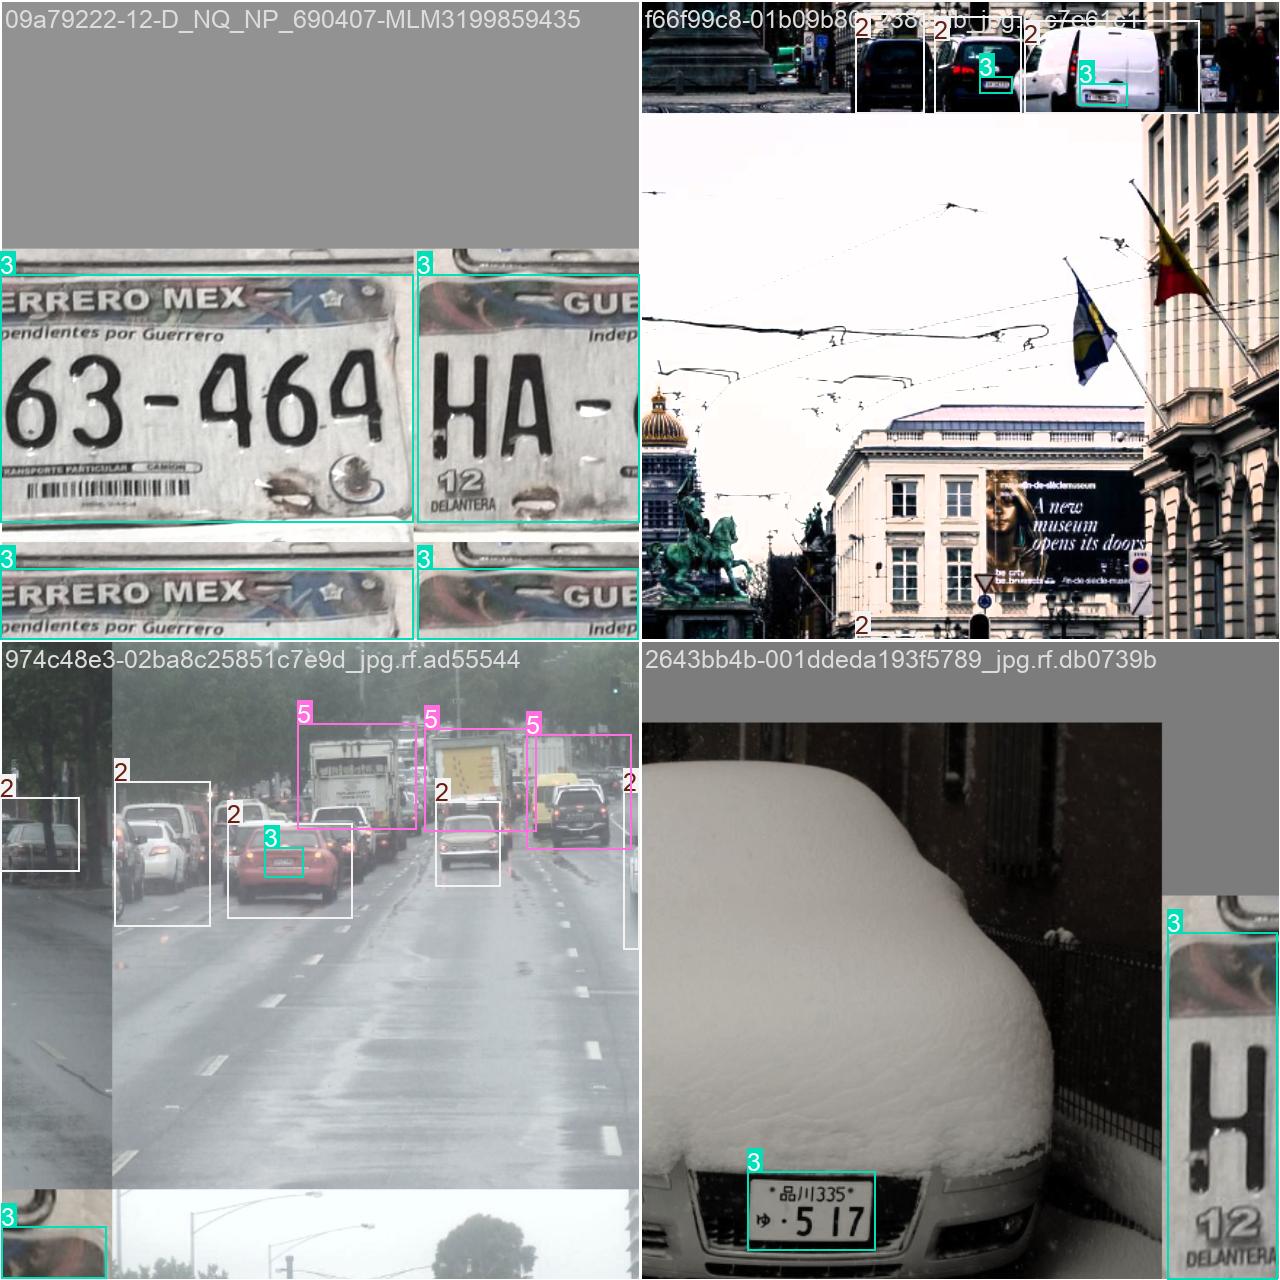 09a79222-12-D_NQ_NP_690407-MLM3199859435
ERRERO MEX
pendientes por Guerrero
63-464
TRANSPORTE PARTICULAR CAMION
GUE
Indep
HA-
12
DELANTERA
ERRERO MEX
pendientes por Guerrero
GUE
Indep
3
3
3
3
2
2
2
3
3
A new
museum
opens its doors
2
974c48e3-02ba8c25851c7e9d_jpg.rf.ad55544
5
5
5
2
2
2
2
2
3
3
2643bb4b-001ddeda193f5789_jpg.rf.db0739b
3
品川335
ゆ・517
3
H
12
DELANTERA